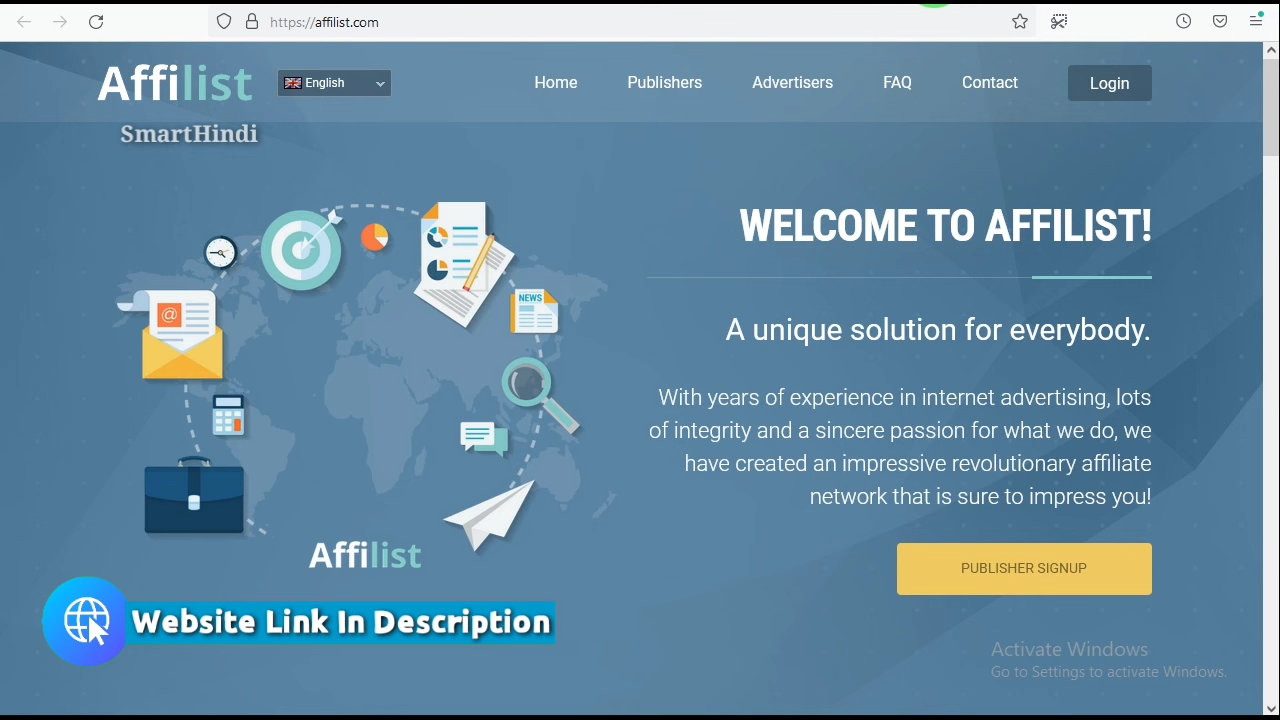 https://affilist.com
Affilist
English
Home
Publishers
Advertisers
FAQ
Contact
Login
SmartHindi
WELCOME TO AFFILIST!
NEWS
@
A unique solution for everybody.
With years of experience in internet advertising, lots
of integrity and a sincere passion for what we do, we
have created an impressive revolutionary affiliate
network that is sure to impress you!
Affilist
PUBLISHER SIGNUP
Website Link In Description
Activate Windows
Go to Settings to activate Windows.